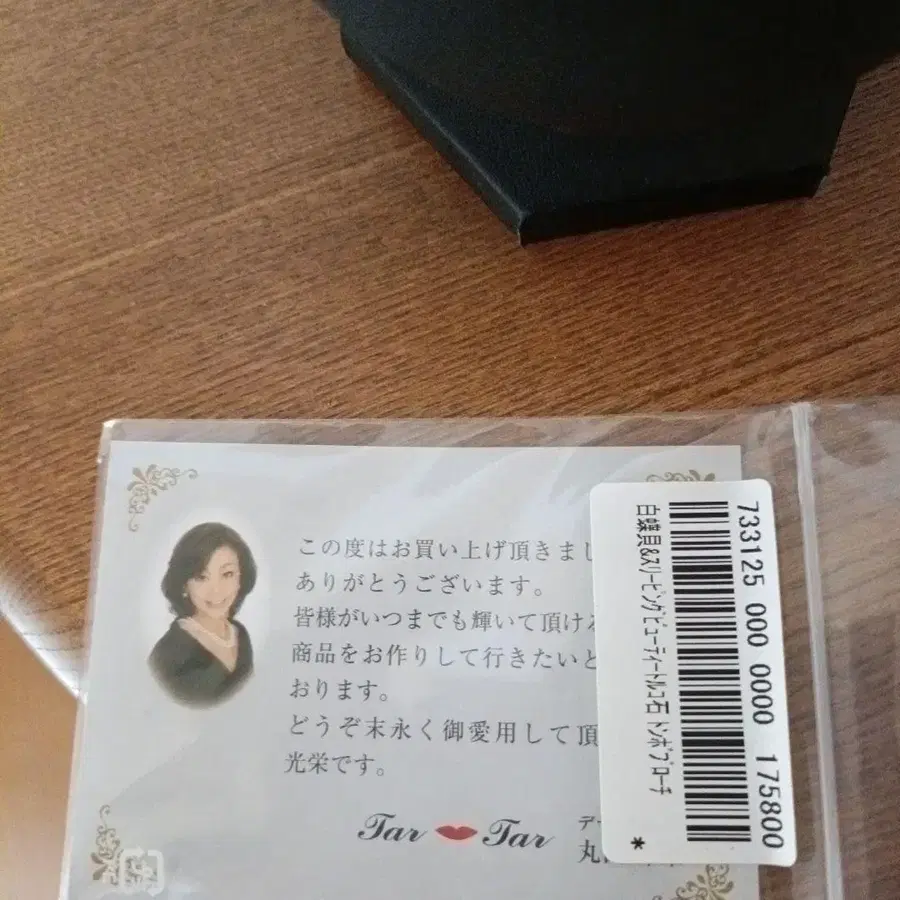 この度はお買い上げ頂きまし
ありがとうございます。
皆様がいつまでも輝いて頂ける
商品をお作りして行きたいと
おります。
どうぞ末永く御愛用して頂
光栄です。
Tar Tar
デ
丸
733125 000 0000 175800
白蝶貝&スリーピングビューティートルコ石 トンボブローチ
*